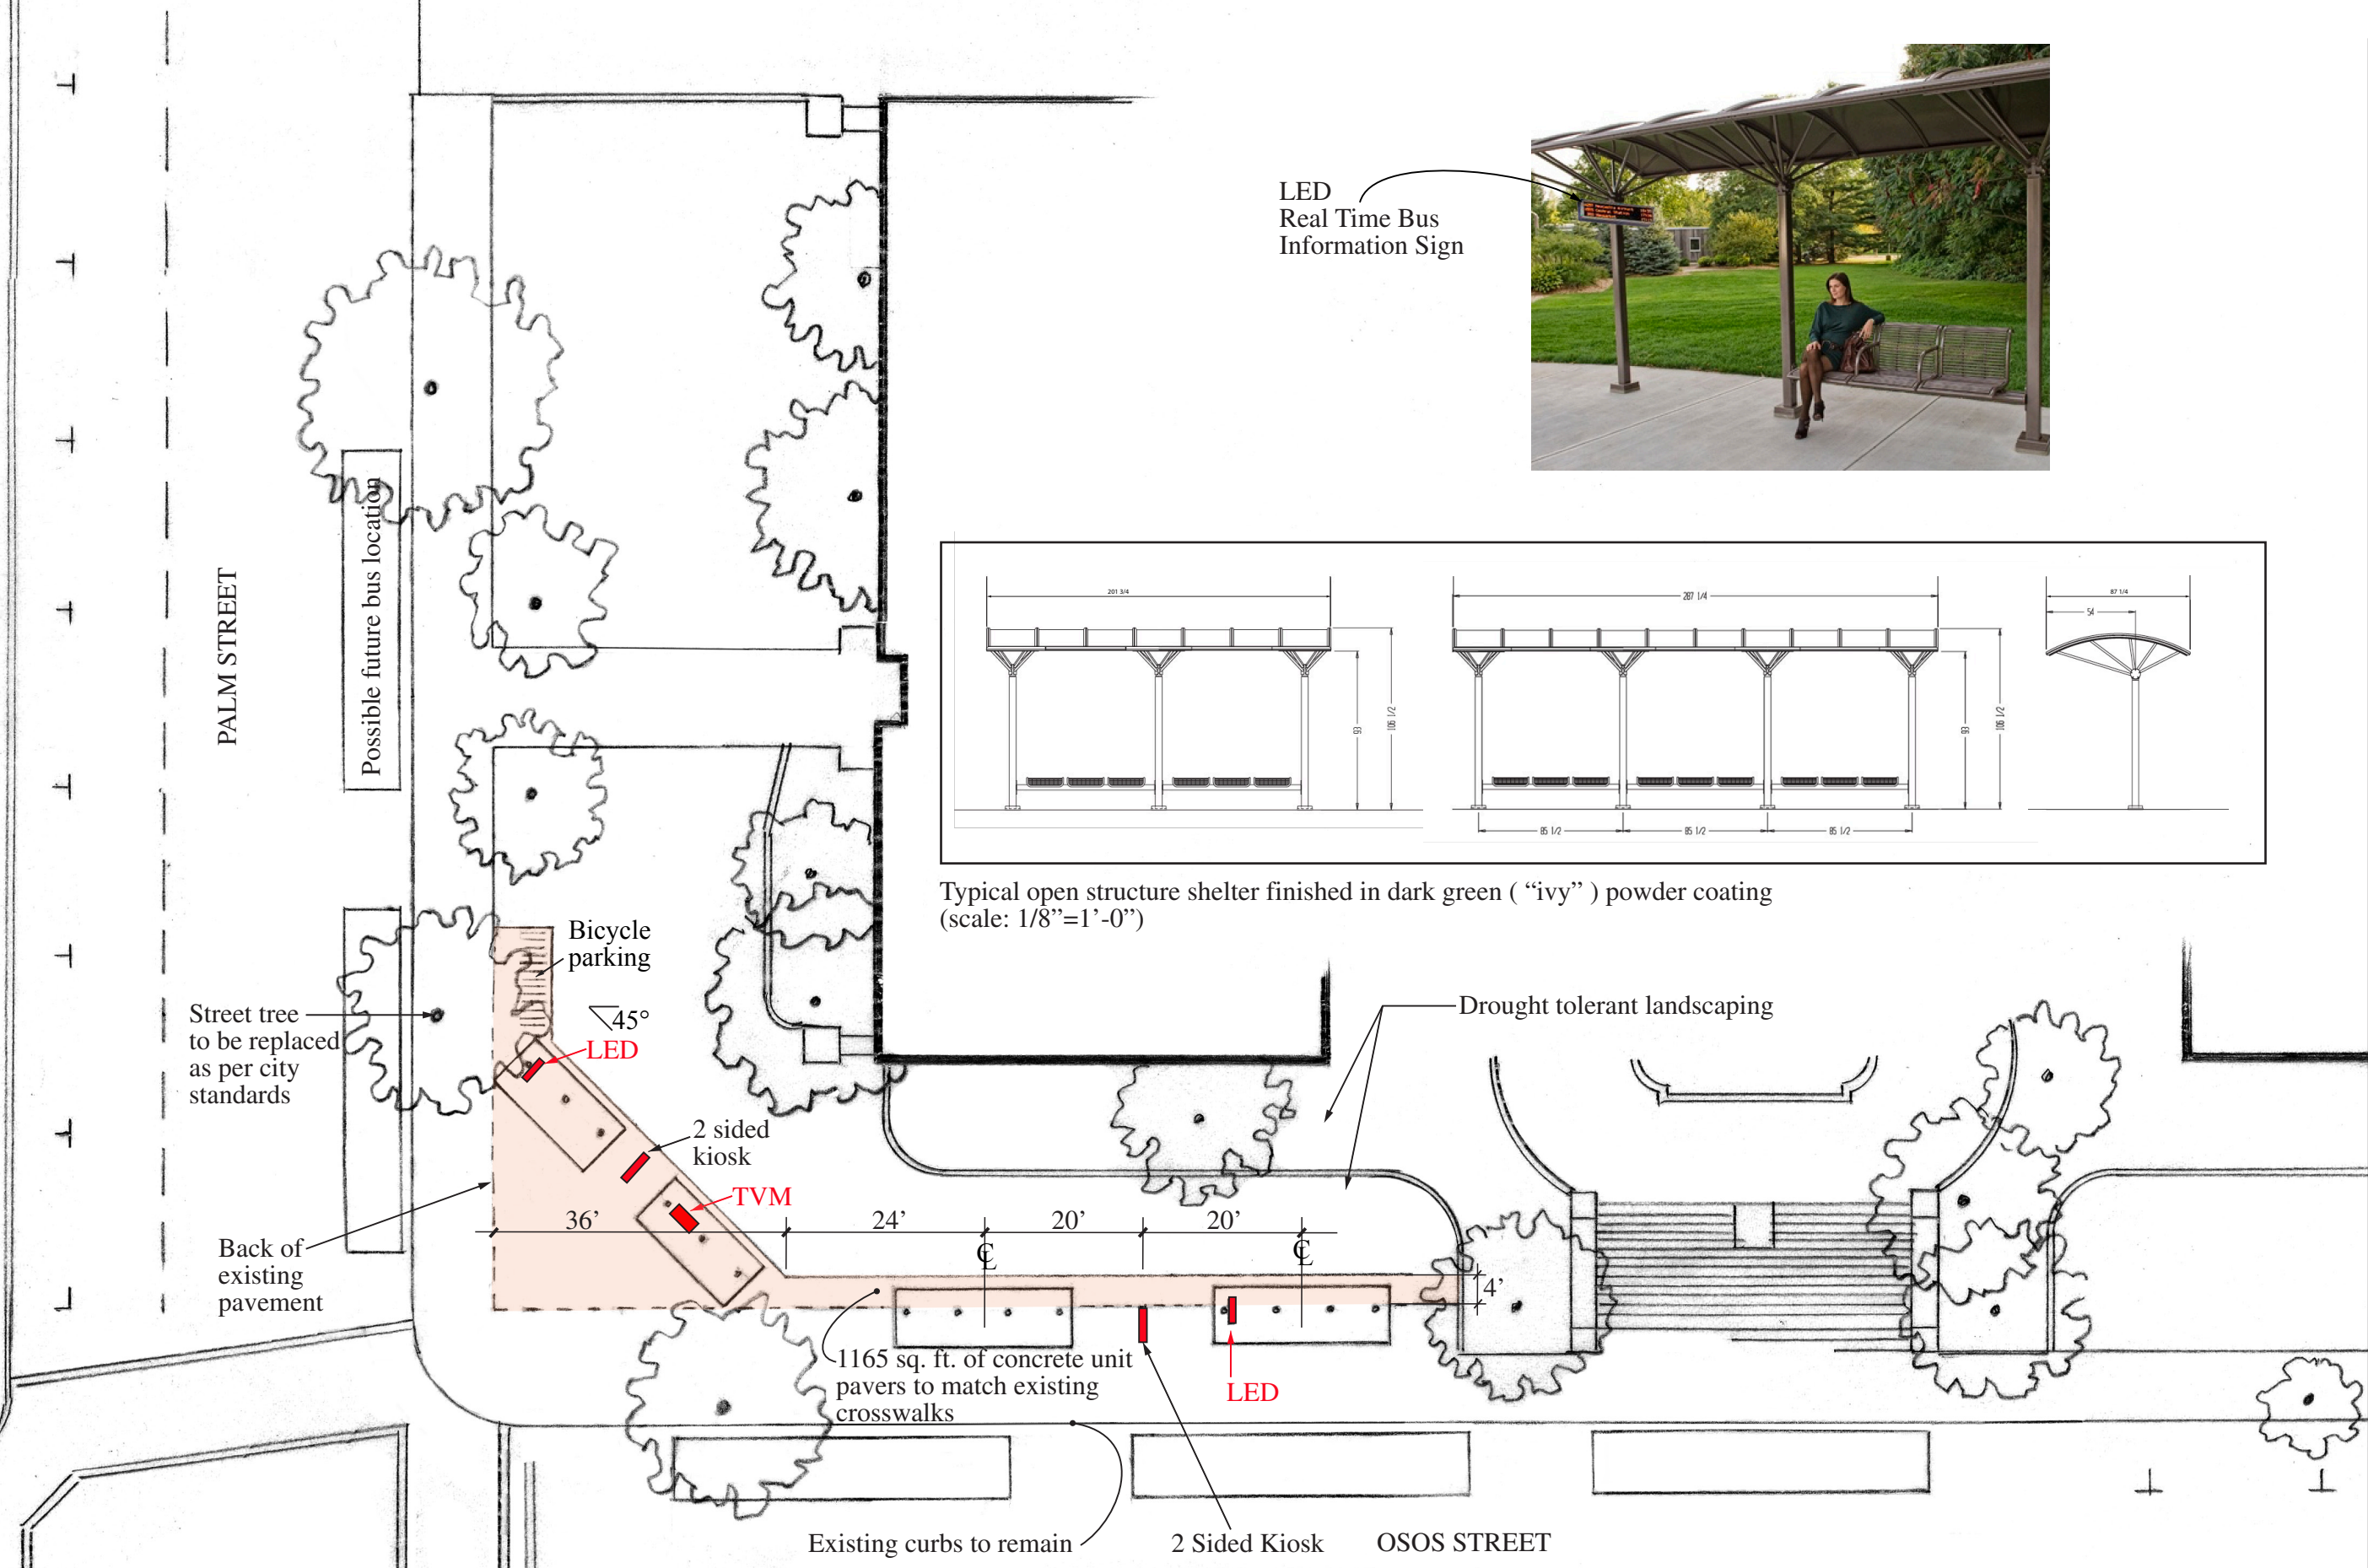 LED
Real Time Bus
Information Sign
PALM STREET
Possible future bus location
201 3/4
93
106 1/2
287 1/4
93
106 1/2
85 1/2
85 1/2
85 1/2
87 1/4
54
Typical open structure shelter finished in dark green ( “ivy” ) powder coating
(scale: 1/8”=1’-0”)
Bicycle
parking
45°
LED
Street tree
to be replaced
as per city
standards
Drought tolerant landscaping
2 sided
kiosk
TVM
36’
24’
20’
20’
℄
℄
4’
Back of
existing
pavement
1165 sq. ft. of concrete unit
pavers to match existing
crosswalks
LED
Existing curbs to remain
2 Sided Kiosk
OSOS STREET